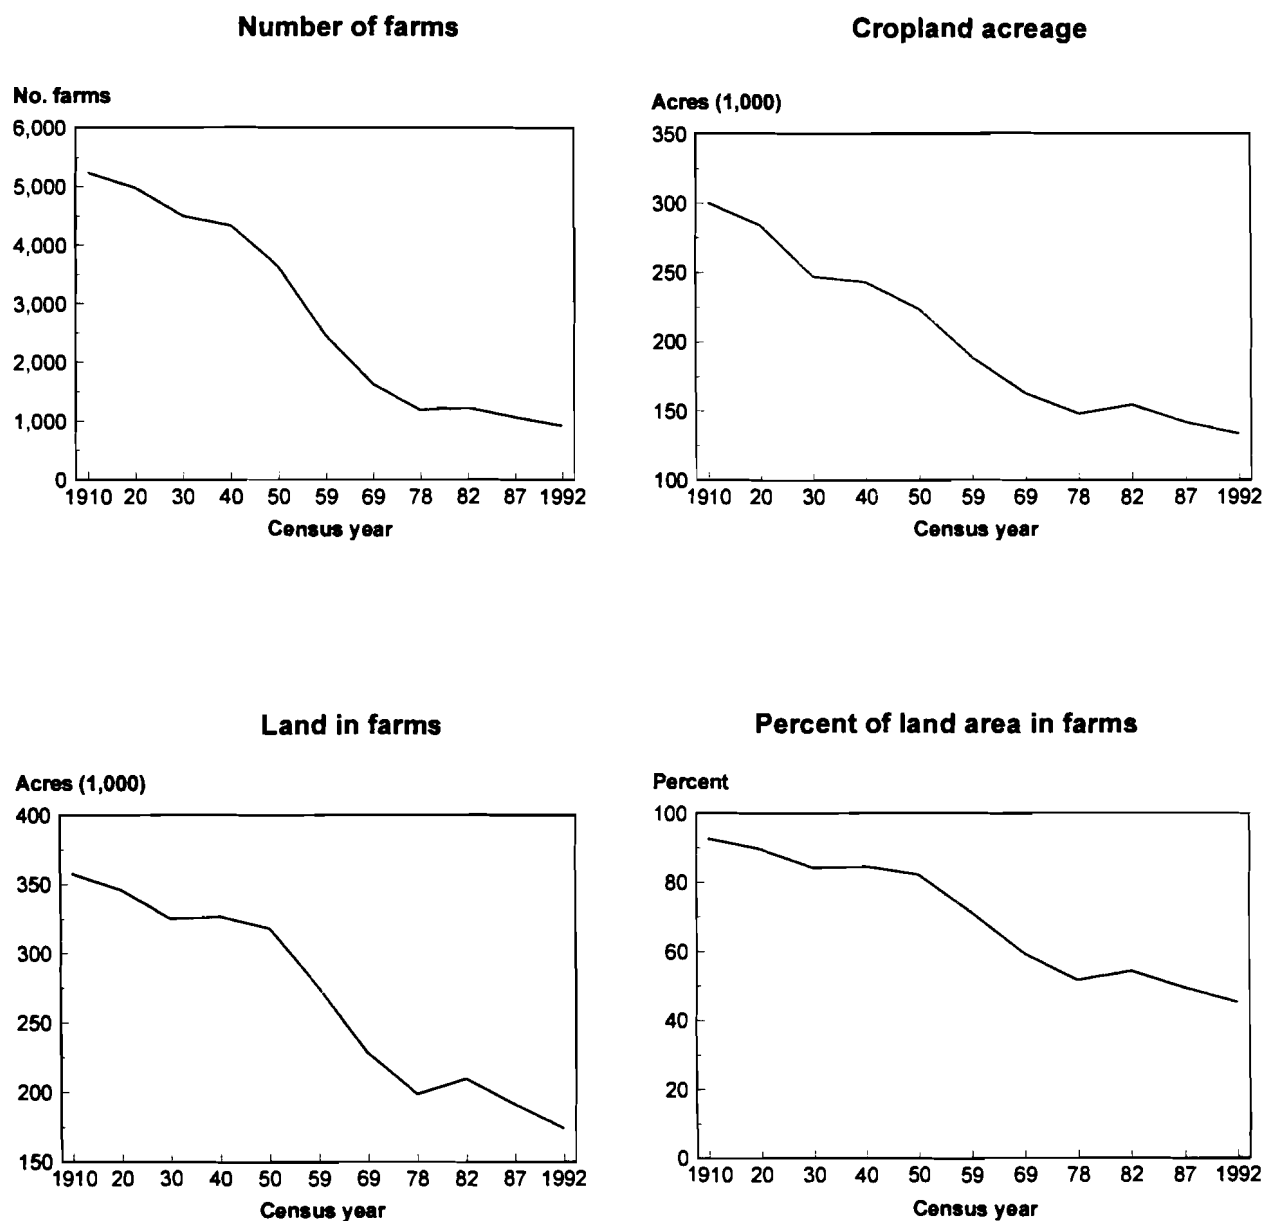 Number of farms
No. farms
6,000
5,000
4,000
3,000
2,000
1,000
0
1910 20 30 40 50 59 69 78 82 87 1992
Census year
Cropland acreage
Acres (1,000)
350
300
250
200
150
100
1910 20 30 40 50 59 69 78 82 87 1992
Census year
Land in farms
Acres (1,000)
400
350
300
250
200
150
1910 20 30 40 50 59 69 78 82 87 1992
Census year
Percent of land area in farms
Percent
100
80
60
40
20
0
1910 20 30 40 50 59 69 78 82 87 1992
Census year